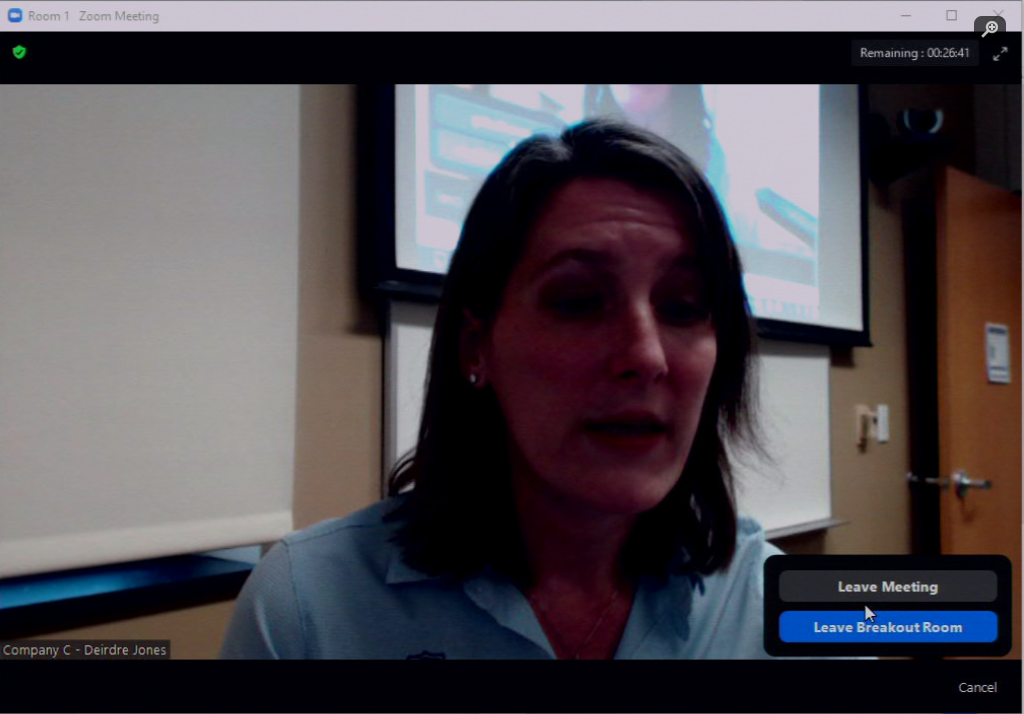 Room 1 Zoom Meeting
Remaining : 00:26:41
Leave Meeting
Leave Breakout Room
Company C - Deirdre Jones
Cancel